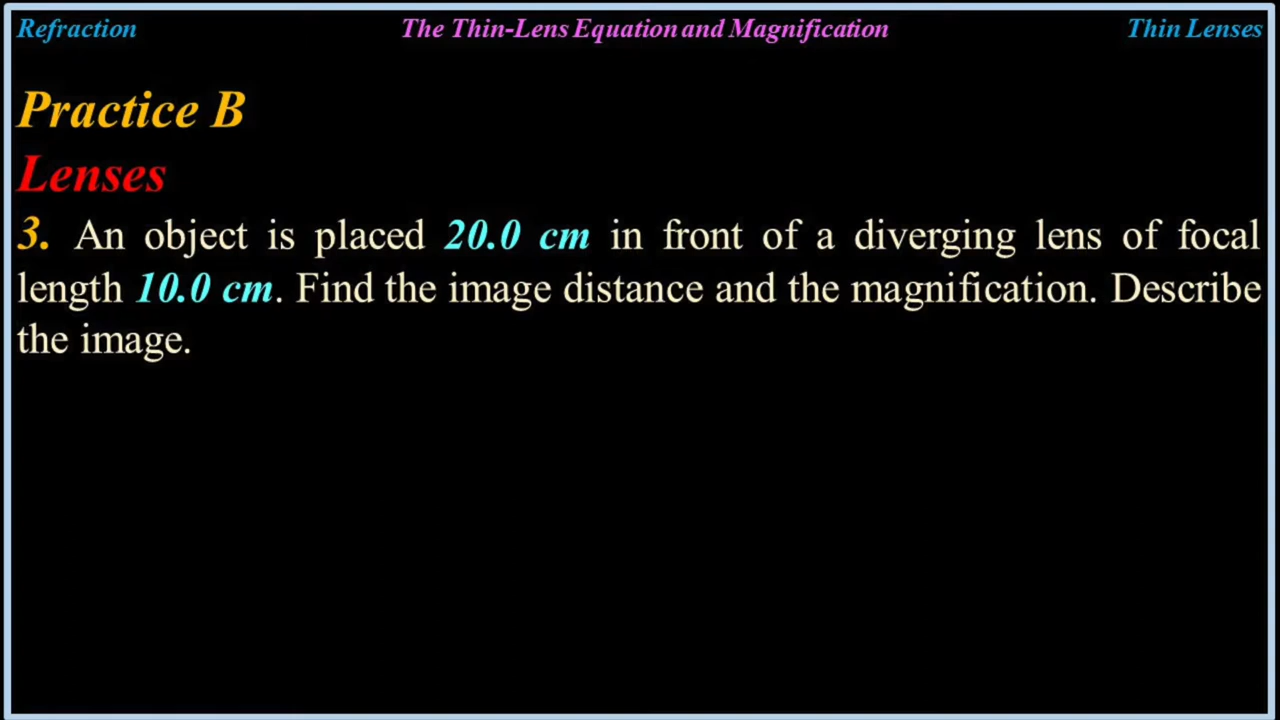 Refraction The Thin-Lens Equation and Magnification Thin Lenses
Practice B
Lenses
3. An object is placed 20.0 cm in front of a diverging lens of focal
length 10.0 cm. Find the image distance and the magnification. Describe
the image.